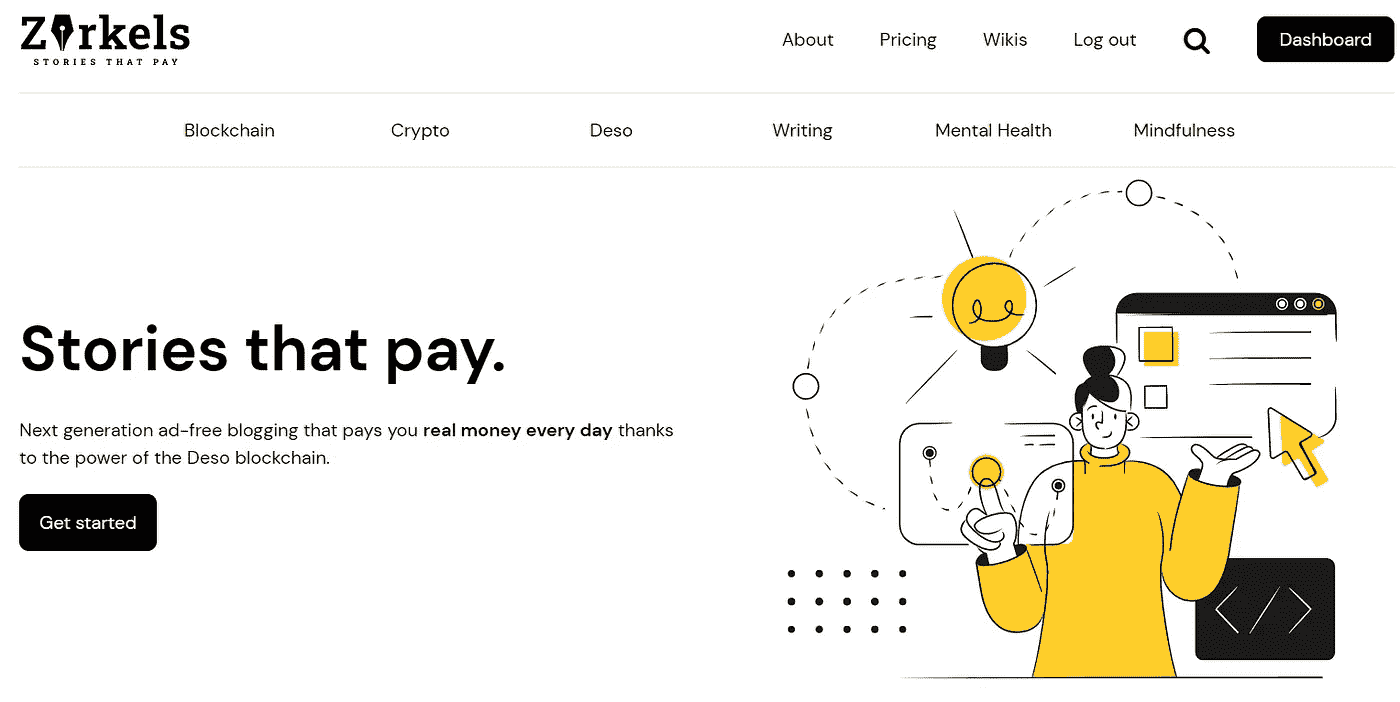 Zirkels
STORIES THAT PAY
About Pricing Wikis Log out Dashboard
Blockchain Crypto Deso Writing Mental Health Mindfulness
Stories that pay.
Next generation ad-free blogging that pays you real money every day thanks
to the power of the Deso blockchain.
Get started